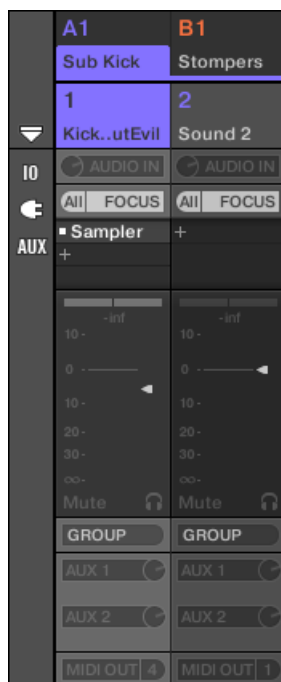 A1 B1
Sub Kick Stompers
1 2
Kick..utEvil Sound 2
IO AUDIO IN AUDIO IN
All FOCUS All FOCUS
Sampler +
AUX +
-inf -inf
10- 10-
0 - 0 -
10- 10-
20- 20-
30- 30-
∞- ∞-
Mute Mute
GROUP GROUP
AUX 1 AUX 1
AUX 2 AUX 2
MIDI OUT 4 MIDI OUT 1